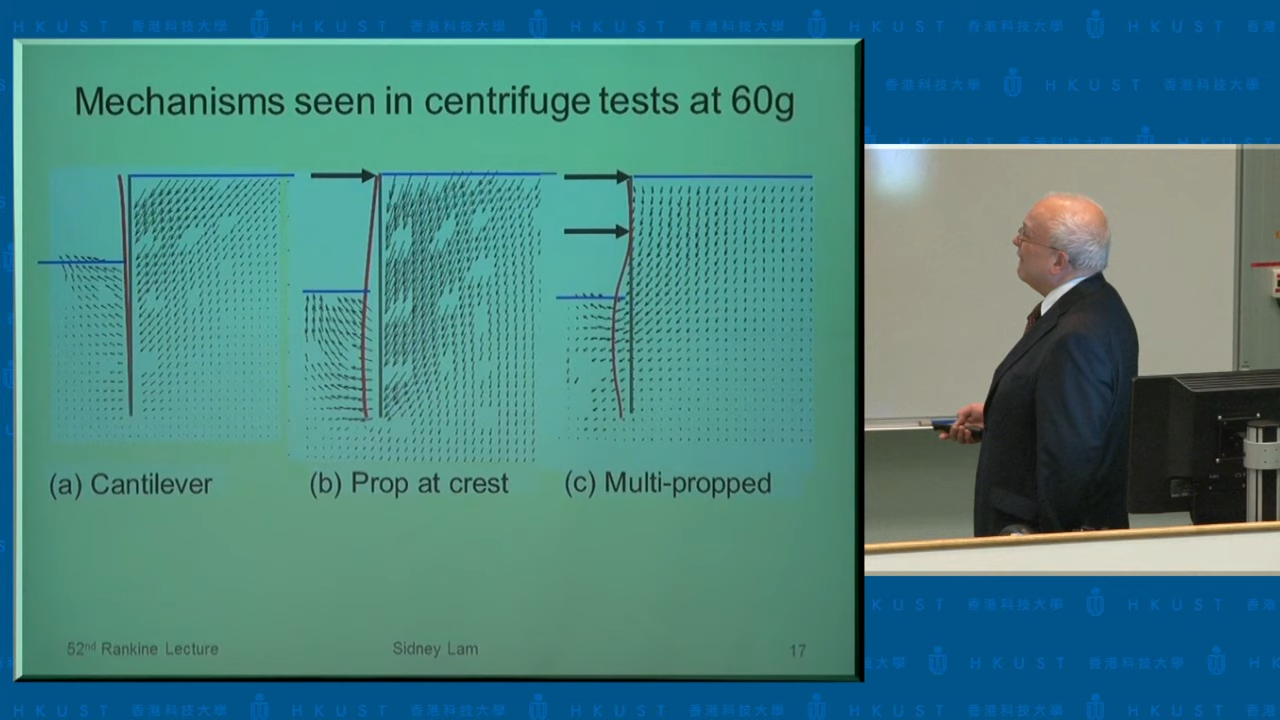 HKUST 香港科技大學
Mechanisms seen in centrifuge tests at 60g
(a) Cantilever
(b) Prop at crest
(c) Multi-propped
52nd Rankine Lecture
Sidney Lam
17